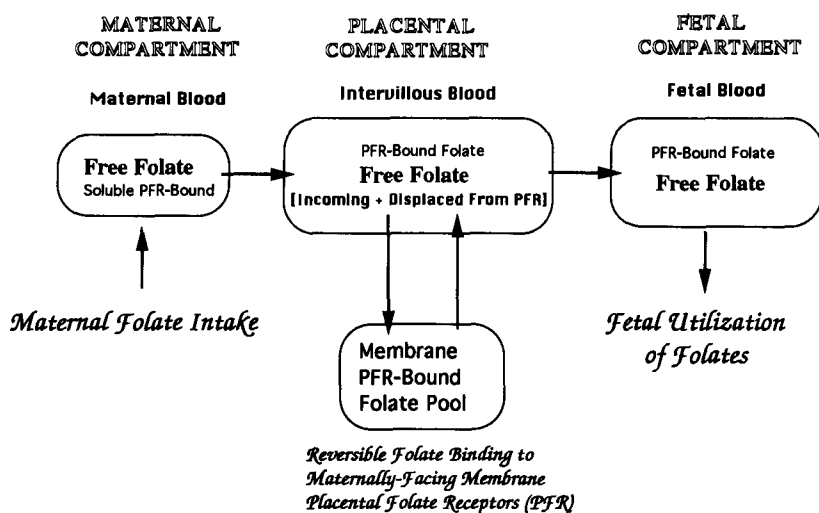 MATERNAL
COMPARTMENT
Maternal Blood
Free Folate
Soluble PFR-Bound
Maternal Folate Intake
PLACENTAL
COMPARTMENT
Intervillous Blood
PFR-Bound Folate
Free Folate
[Incoming + Displaced From PFR]
Membrane
PFR-Bound
Folate Pool
Reversible Folate Binding to
Maternally-Facing Membrane
Placental Folate Receptors (PFR)
FETAL
COMPARTMENT
Fetal Blood
PFR-Bound Folate
Free Folate
Fetal Utilization
of Folates